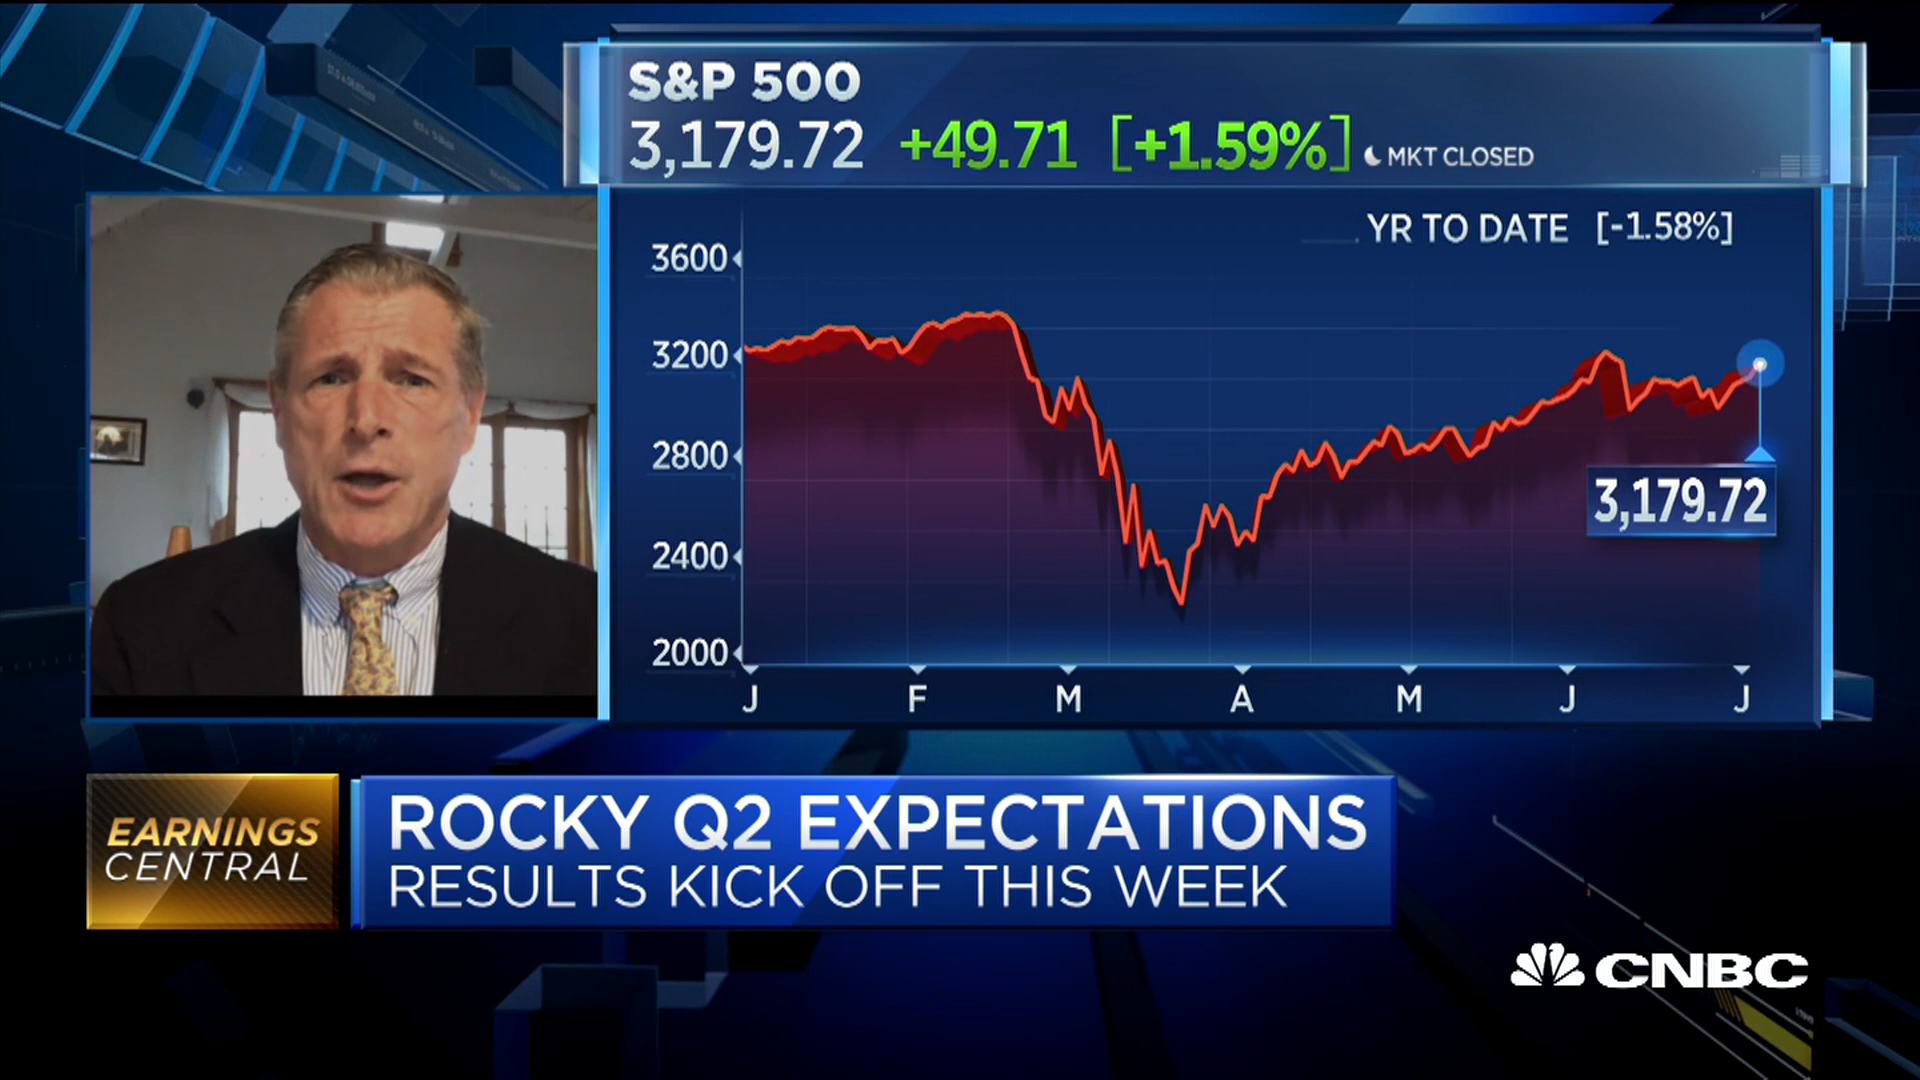 S&P 500
3,179.72 +49.71 [+1.59%] MKT CLOSED
YR TO DATE [-1.58%]
3600
3200
2800
2400
2000
3,179.72
J F M A M J J
EARNINGS
CENTRAL
ROCKY Q2 EXPECTATIONS
RESULTS KICK OFF THIS WEEK
CNBC